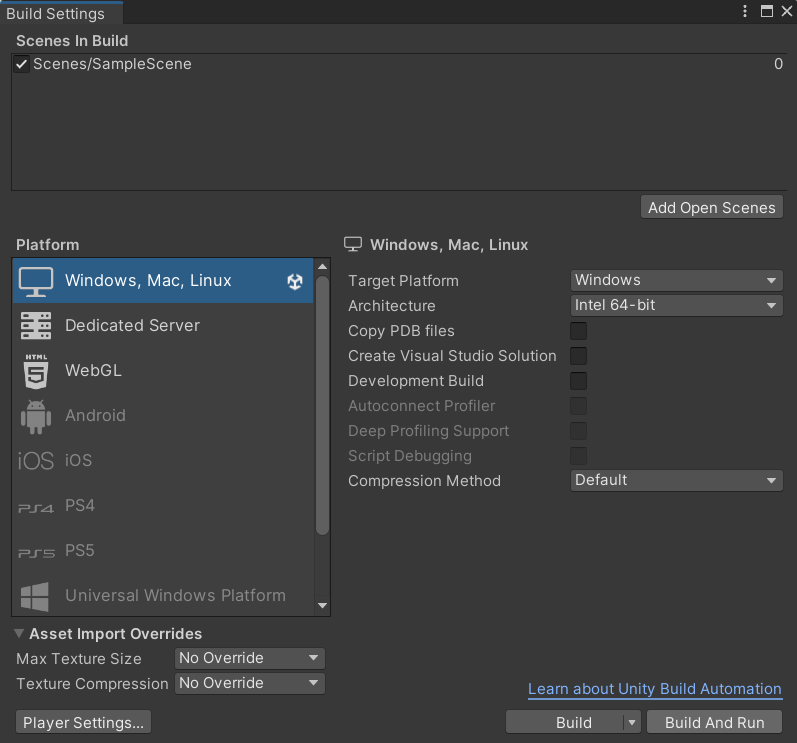 Build Settings
Scenes In Build
Scenes/SampleScene 0
Add Open Scenes
Platform
Windows, Mac, Linux
Dedicated Server
HTML
5
WebGL
Android
iOS iOS
PS4 PS4
PS5 PS5
Universal Windows Platform
Windows, Mac, Linux
Target Platform Windows
Architecture Intel 64-bit
Copy PDB files
Create Visual Studio Solution
Development Build
Autoconnect Profiler
Deep Profiling Support
Script Debugging
Compression Method Default
Asset Import Overrides
Max Texture Size No Override
Texture Compression No Override
Learn about Unity Build Automation
Player Settings... Build Build And Run